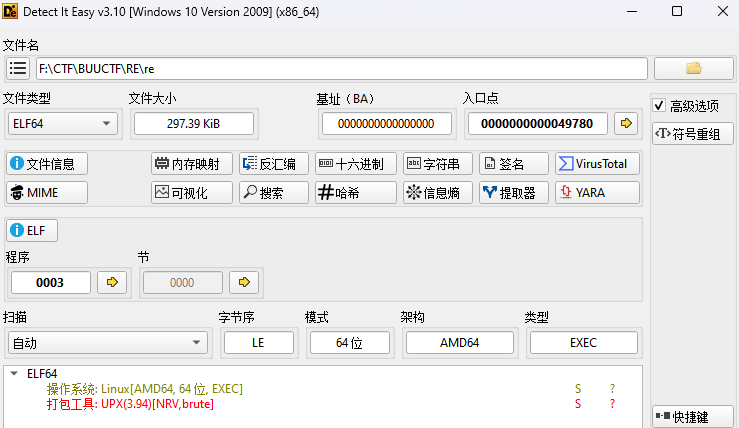 Detect It Easy v3.10 [Windows 10 Version 2009] (x86_64)
文件名
F:\CTF\BUUCTF\RE\re
文件类型 文件大小 基址（BA） 入口点
ELF64 297.39 KiB 0000000000000000 0000000000049780
高级选项
符号重组
文件信息 内存映射 反汇编 十六进制 字符串 签名 VirusTotal
MIME 可视化 搜索 哈希 信息熵 提取器 YARA
ELF
程序 节
0003 0000
扫描 字节序 模式 架构 类型
自动 LE 64位 AMD64 EXEC
ELF64
操作系统: Linux[AMD64, 64位, EXEC] S ?
打包工具: UPX(3.94)[NRV,brute] S ?
快捷键